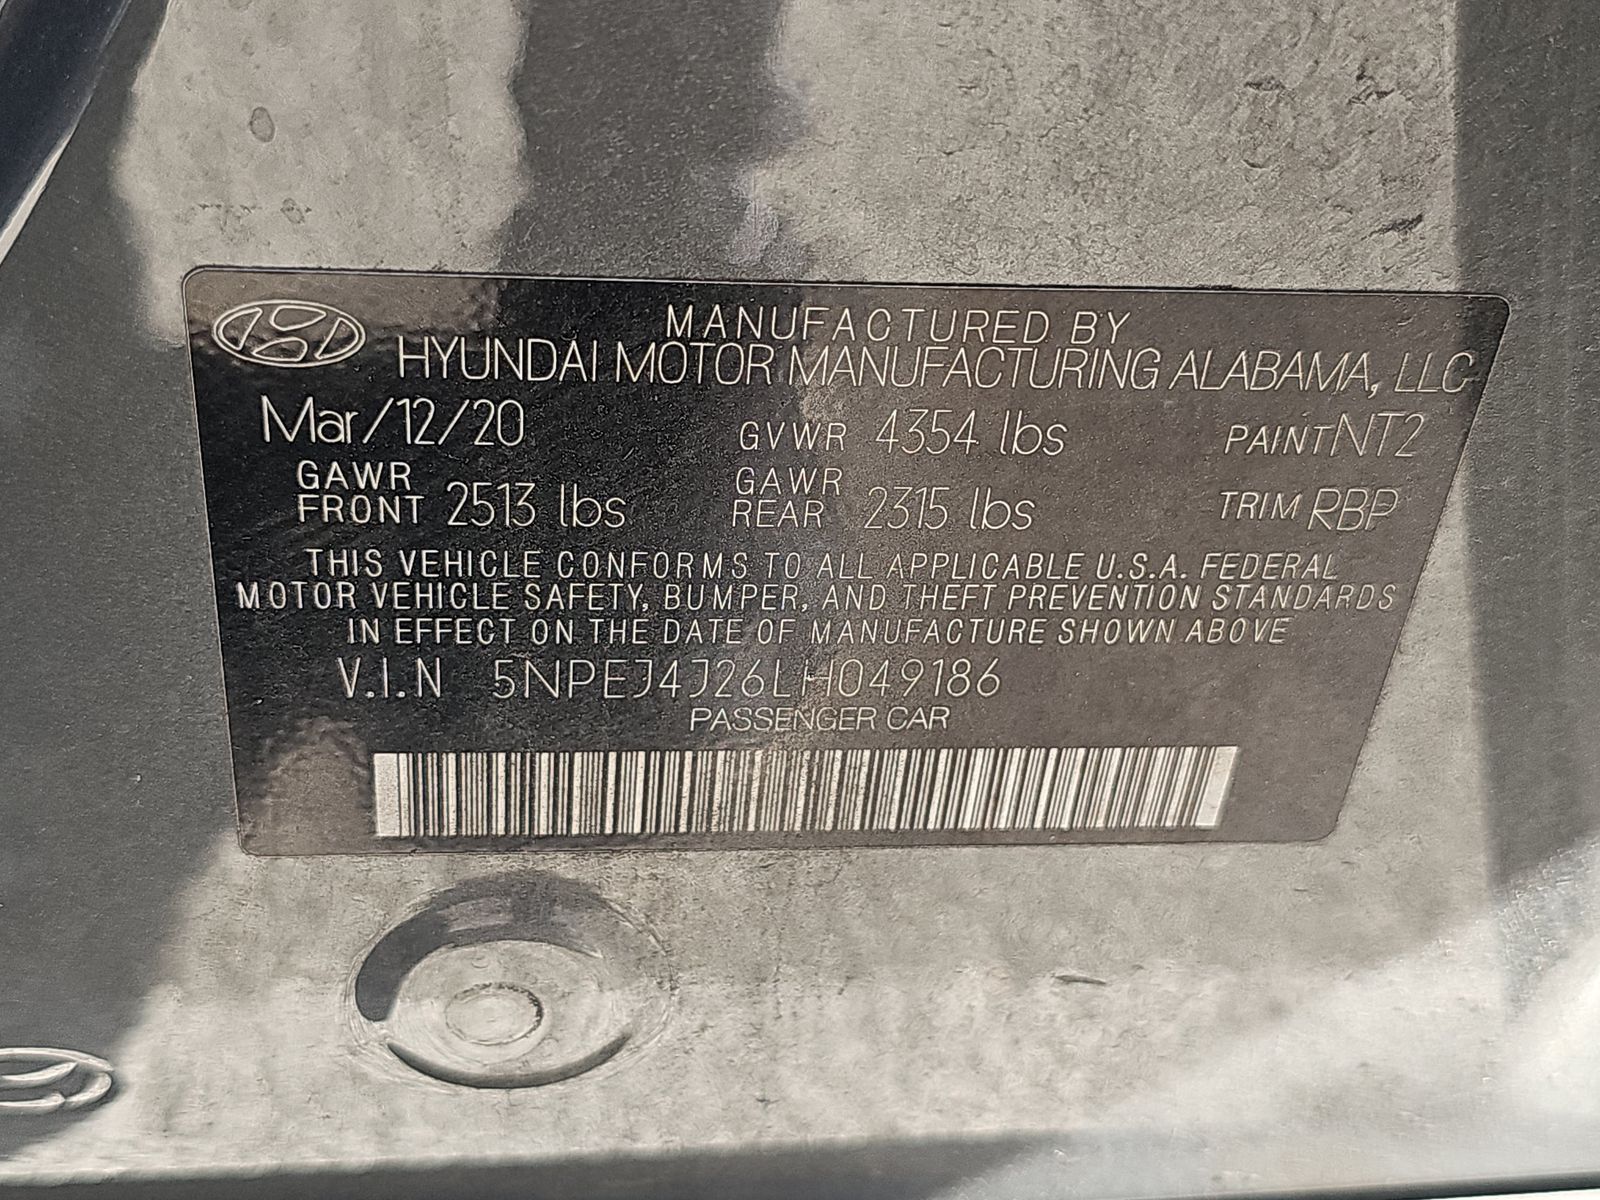 MANUFACTURED BY
HYUNDAI MOTOR MANUFACTURING ALABAMA, LLC
Mar/12/20 GVWR 4354 lbs PAINT NT2
GAWR FRONT 2513 lbs GAWR REAR 2315 lbs TRIM RBP
THIS VEHICLE CONFORMS TO ALL APPLICABLE U.S.A. FEDERAL
MOTOR VEHICLE SAFETY, BUMPER, AND THEFT PREVENTION STANDARDS
IN EFFECT ON THE DATE OF MANUFACTURE SHOWN ABOVE
V.I.N 5NPEJ4J26LH049186
PASSENGER CAR